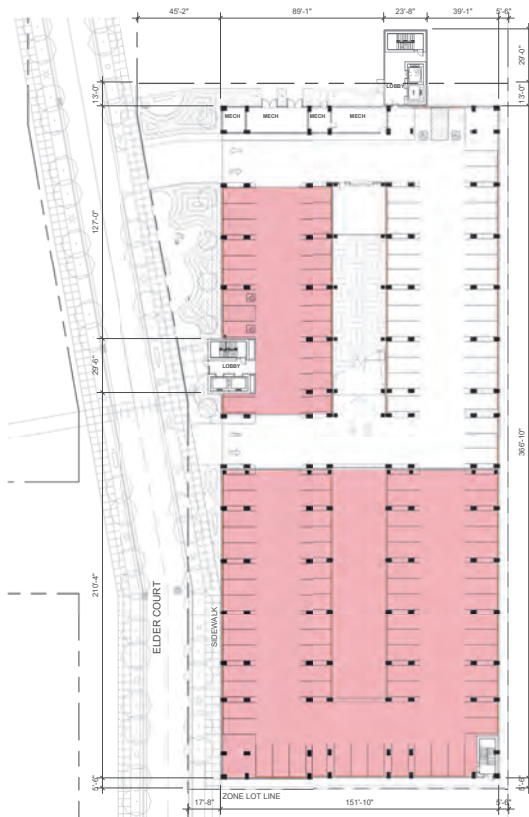 45'-2"
89'-1"
23'-8"
39'-1"
5'-6"
29'-0"
13'-0"
13'-0"
LOBBY
MECH
MECH
MECH
MECH
127'-0"
29'-6"
LOBBY
366'-10"
210'-4"
ELDER COURT
SIDEWALK
5'-6"
5'-6"
ZONE LOT LINE
17'-8"
151'-10"
5'-6"